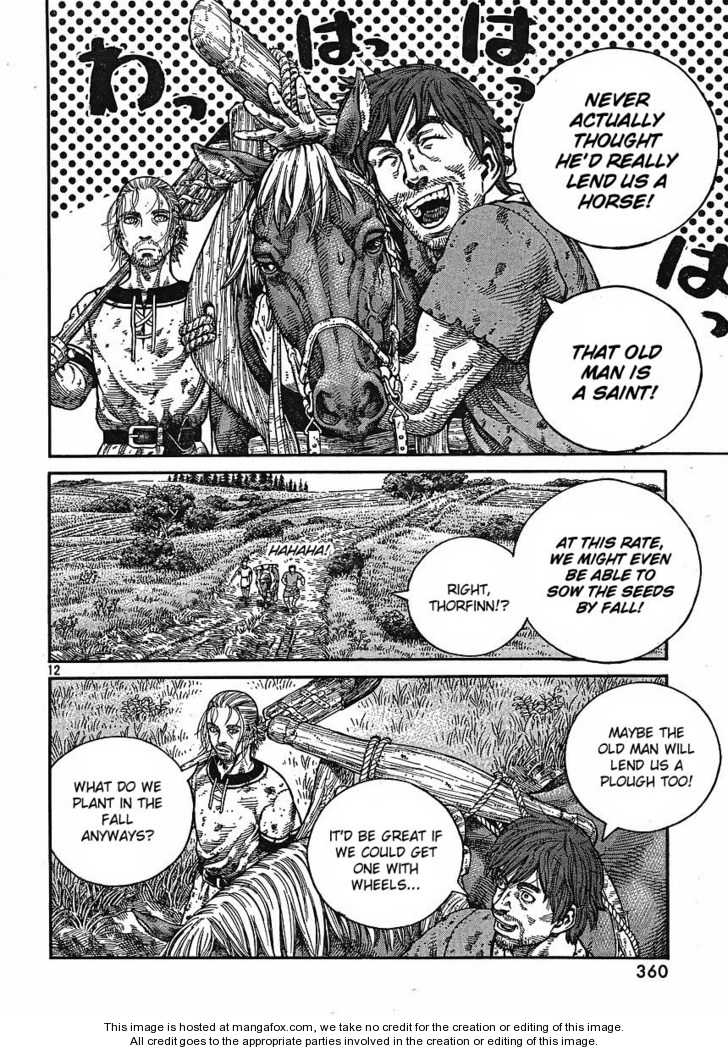 わっ
はっ
はっ
はっ
NEVER
ACTUALLY
THOUGHT
HE'D REALLY
LEND US A
HORSE!
THAT OLD
MAN IS
A SAINT!
AT THIS RATE,
WE MIGHT EVEN
BE ABLE TO
SOW THE SEEDS
BY FALL!
RIGHT,
THORFINN!?
HAHAHA!
12
MAYBE THE
OLD MAN WILL
LEND US A
PLOUGH TOO!
IT'D BE GREAT IF
WE COULD GET
ONE WITH
WHEELS...
WHAT DO WE
PLANT IN THE
FALL
ANYWAYS?
360
This image is hosted at mangafox.com, we take no credit for the creation or editing of this image.
All credit goes to the appropriate parties involved in the creation or editing of this image.